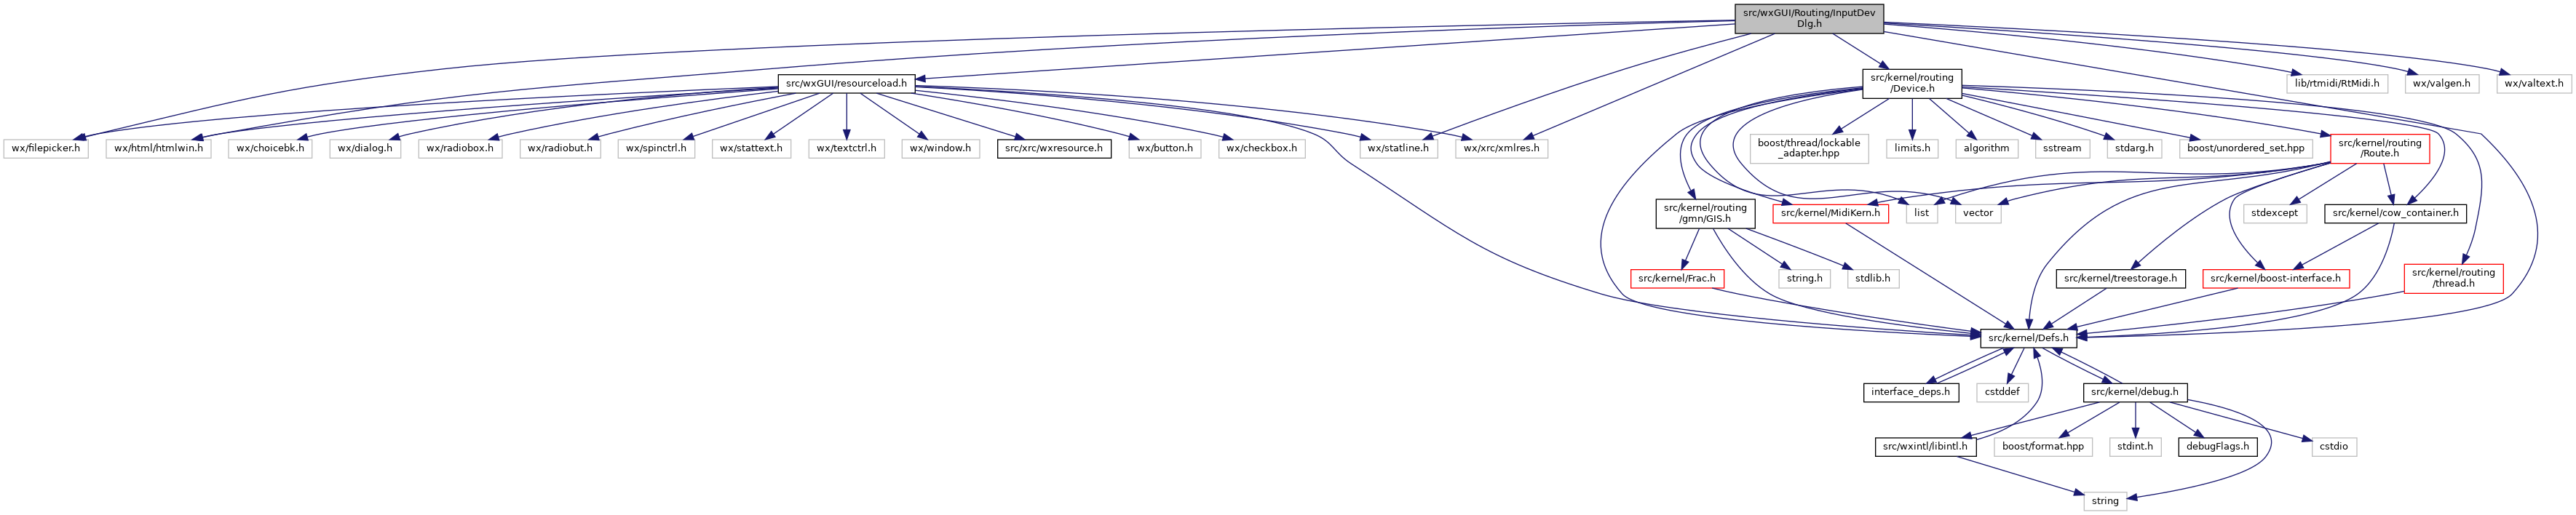 src/wxGUI/Routing/InputDev
Dlg.h
src/wxGUI/resourceload.h
src/kernel/routing
/Device.h
lib/rtmidi/RtMidi.h
wx/valgen.h
wx/valtext.h
wx/filepicker.h
wx/html/htmlwin.h
wx/choicebk.h
wx/dialog.h
wx/radiobox.h
wx/radiobut.h
wx/spinctrl.h
wx/stattext.h
wx/textctrl.h
wx/window.h
src/xrc/wxresource.h
wx/button.h
wx/checkbox.h
wx/statline.h
wx/xrc/xmlres.h
boost/thread/lockable
_adapter.hpp
limits.h
algorithm
sstream
stdarg.h
boost/unordered_set.hpp
src/kernel/routing
/Route.h
src/kernel/routing
/gmn/GIS.h
src/kernel/MidiKern.h
list
vector
stdexcept
src/kernel/cow_container.h
src/kernel/Frac.h
string.h
stdlib.h
src/kernel/treestorage.h
src/kernel/boost-interface.h
src/kernel/routing
/thread.h
src/kernel/Defs.h
interface_deps.h
cstddef
src/kernel/debug.h
src/wxintl/libintl.h
boost/format.hpp
stdint.h
debugFlags.h
cstdio
string